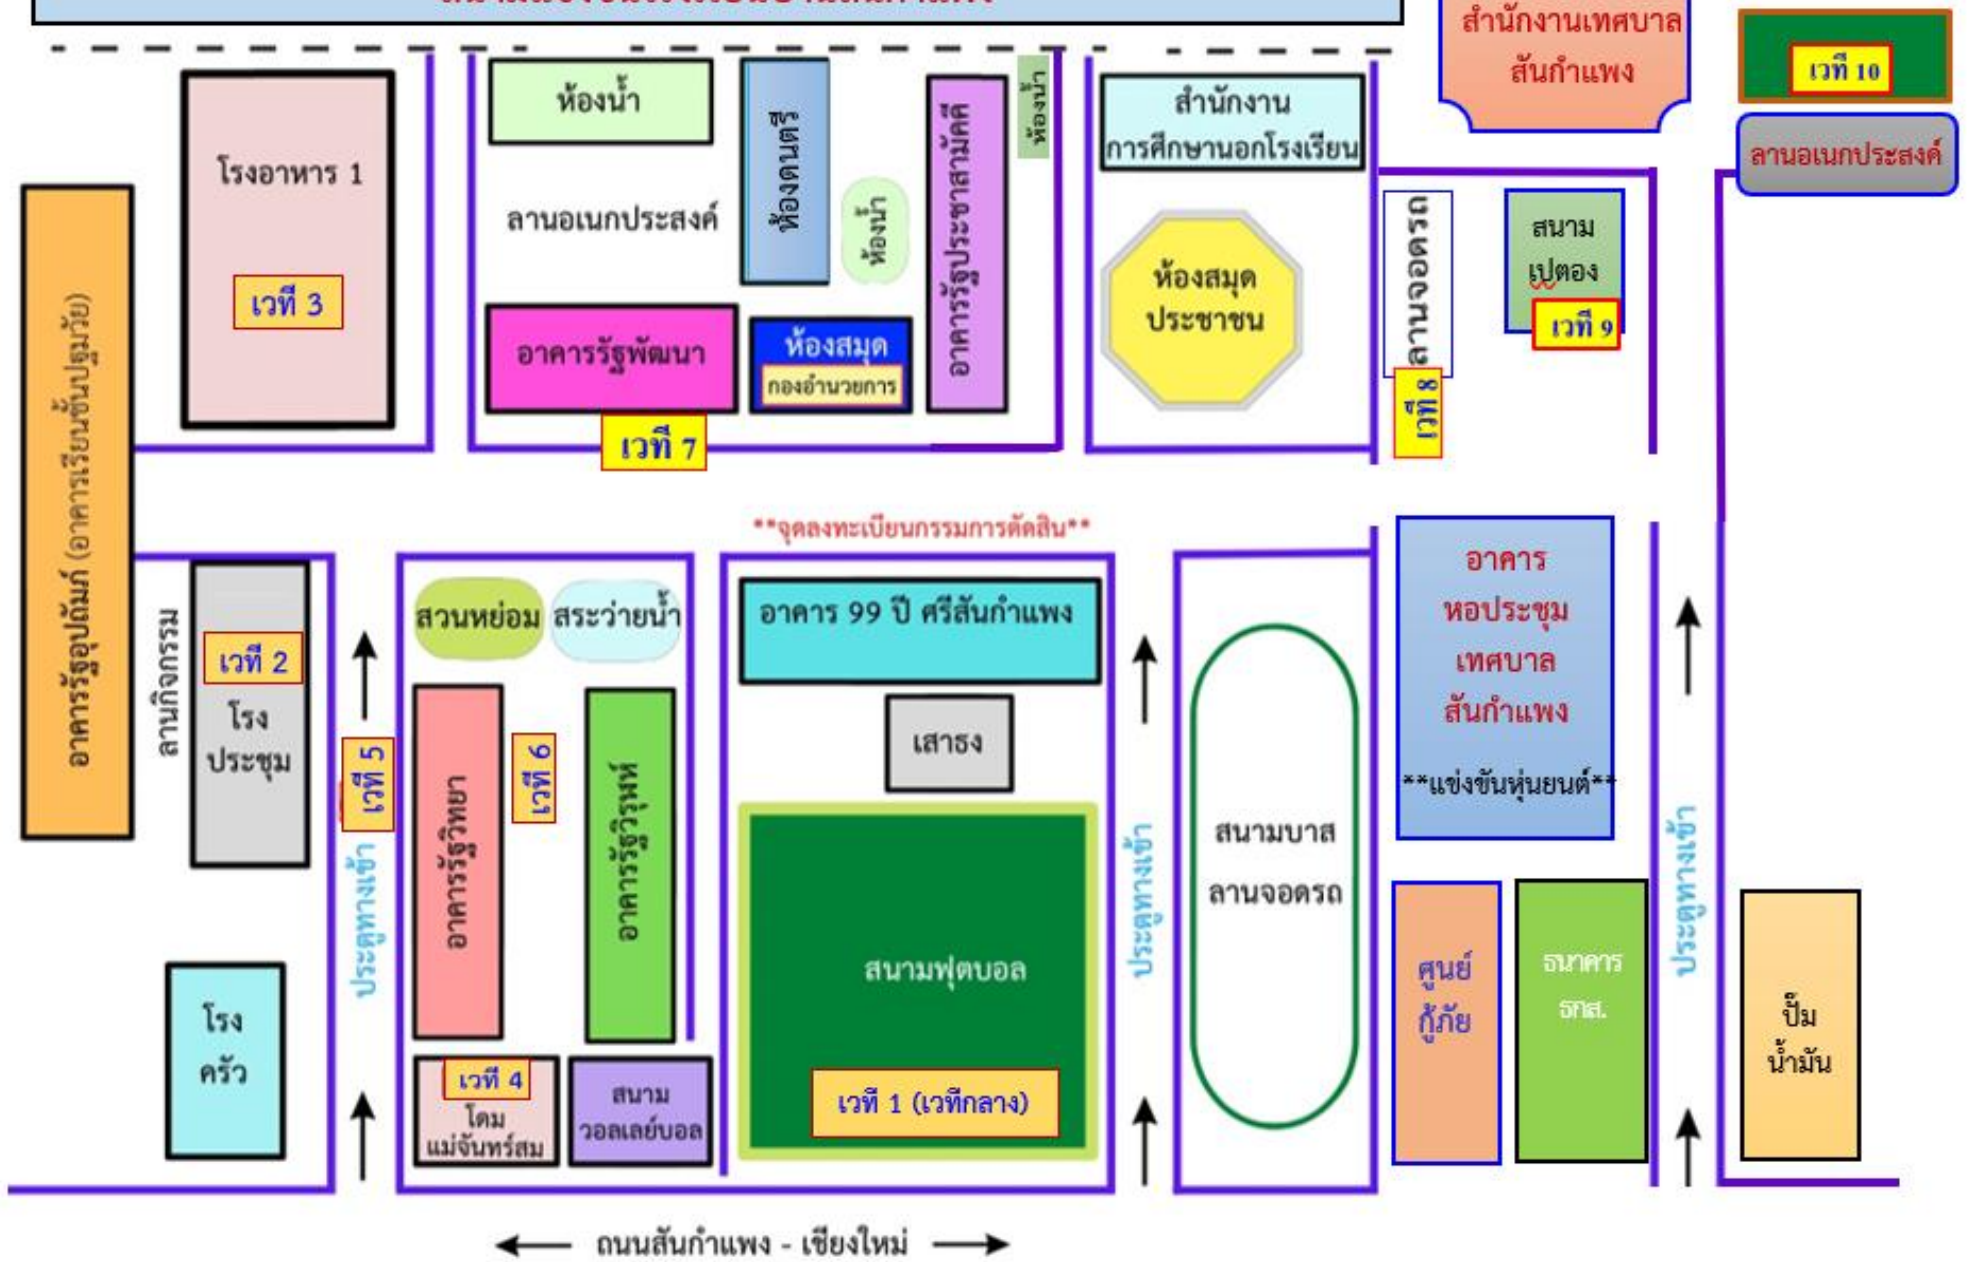 สนามแข่งขันโรงเรียนบ้านสันกำแพง
สำนักงานเทศบาล
สันกำแพง
เวที 10
ลานอเนกประสงค์
โรงอาหาร 1
เวที 3
ห้องน้ำ
ลานอเนกประสงค์
ห้องดนตรี
ห้องน้ำ
อาคารรัฐประชาสามัคคี
ห้องน้ำ
สำนักงาน
การศึกษานอกโรงเรียน
ห้องสมุด
ประชาชน
ลานจอดรถ
เวที 8
สนาม
เปตอง
เวที 9
อาคารรัฐพัฒนา
เวที 7
ห้องสมุด
กองอำนวยการ
อาคารรัฐอุปถัมภ์ (อาคารเรียนชั้นปฐมวัย)
ลานกิจกรรม
เวที 2
โรง
ประชุม
โรง
ครัว
เวที 5
ประตูทางเข้า
สวนหย่อม
สระว่ายน้ำ
อาคารรัฐวิทยา
เวที 6
อาคารรัฐวิรุฬห์
เวที 4
โดม
แม่จันทร์สม
สนาม
วอลเลย์บอล
**จุดลงทะเบียนกรรมการตัดสิน**
อาคาร 99 ปี ศรีสันกำแพง
เสาธง
สนามฟุตบอล
เวที 1 (เวทีกลาง)
ประตูทางเข้า
สนามบาส
ลานจอดรถ
อาคาร
หอประชุม
เทศบาล
สันกำแพง
**แข่งขันหุ่นยนต์**
ศูนย์
กู้ภัย
ธนาคาร
ธกส.
ประตูทางเข้า
ปั๊ม
น้ำมัน
ถนนสันกำแพง - เชียงใหม่